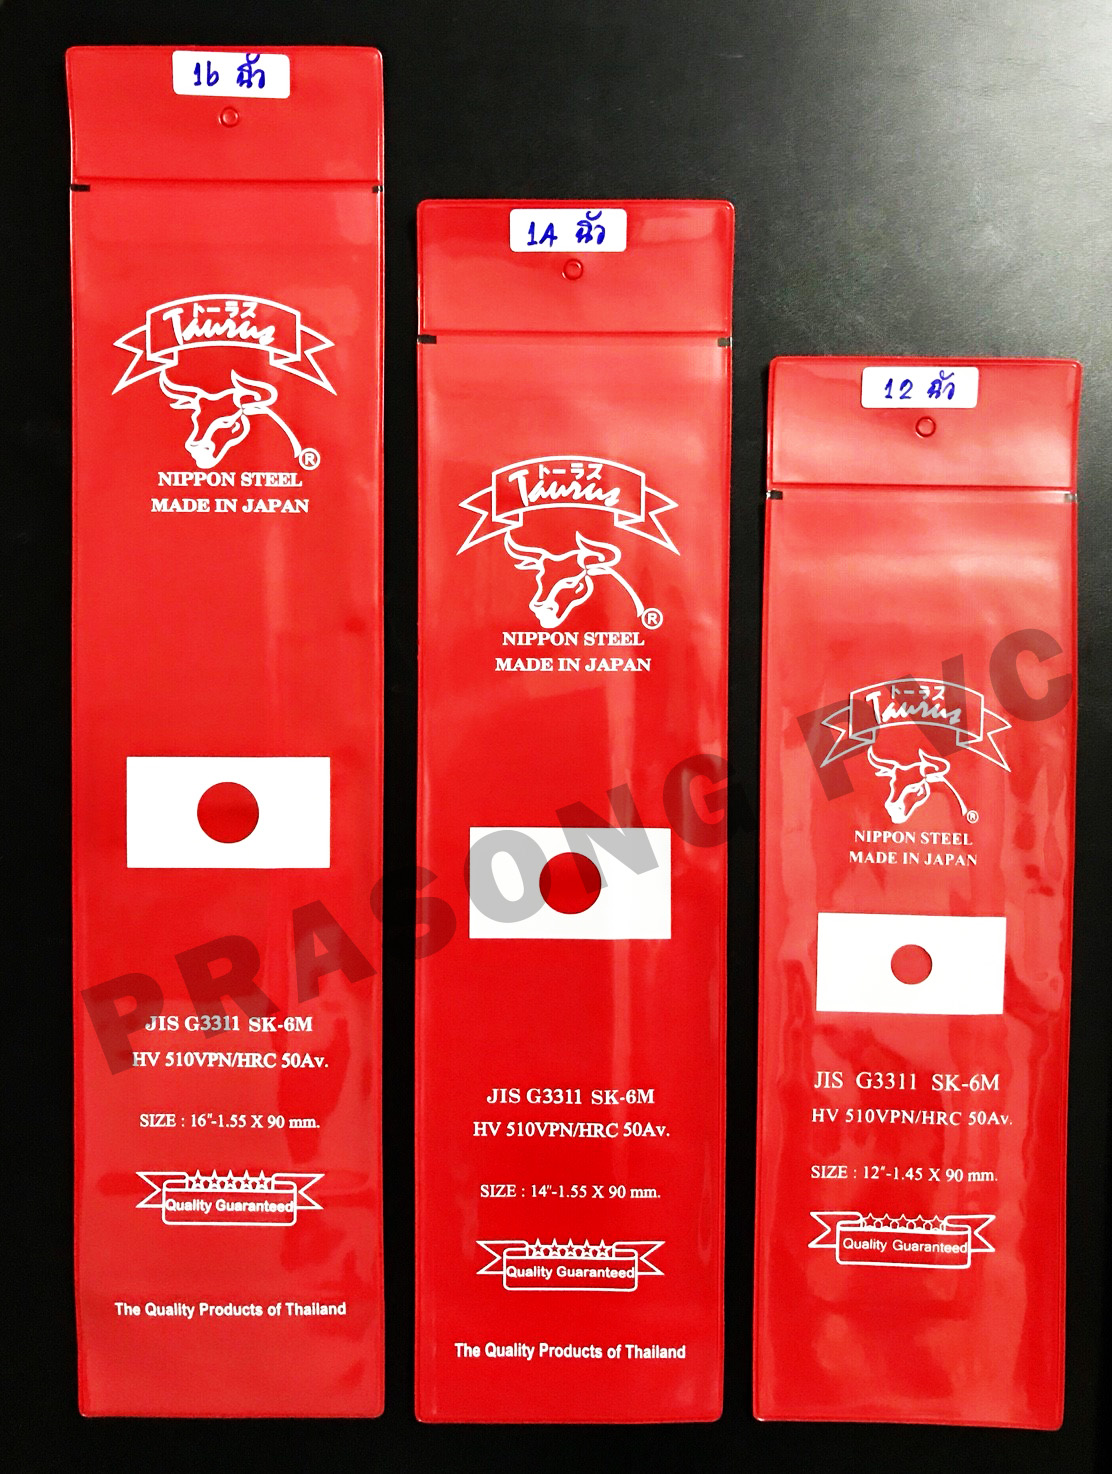 16 นิ้ว
トーラス
Taurus
®
NIPPON STEEL
MADE IN JAPAN
JIS G3311 SK-6M
HV 510VPN/HRC 50Av.
SIZE : 16"-1.55 X 90 mm.
Quality Guaranteed
The Quality Products of Thailand
14 นิ้ว
トーラス
Taurus
®
NIPPON STEEL
MADE IN JAPAN
JIS G3311 SK-6M
HV 510VPN/HRC 50Av.
SIZE : 14"-1.55 X 90 mm.
Quality Guaranteed
The Quality Products of Thailand
12 นิ้ว
トーラス
Taurus
®
NIPPON STEEL
MADE IN JAPAN
JIS G3311 SK-6M
HV 510VPN/HRC 50Av.
SIZE : 12"-1.45 X 90 mm.
Quality Guaranteed
PRASONG PVC